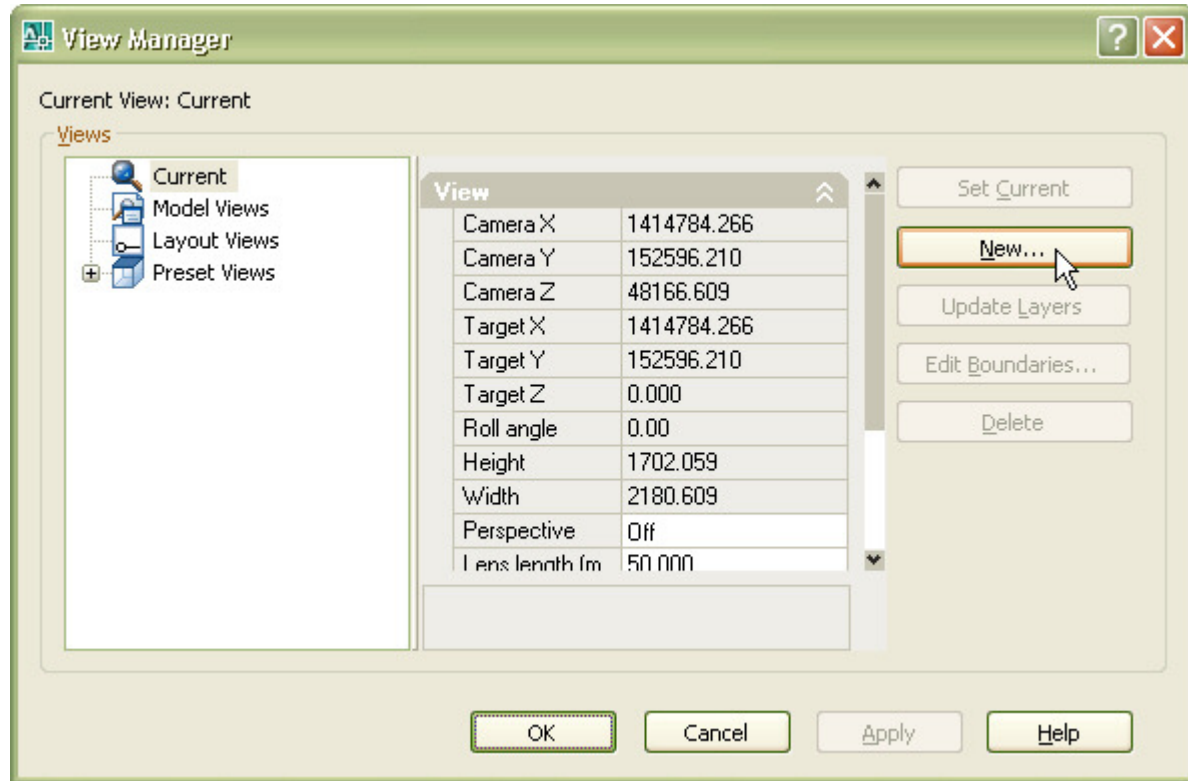 View Manager
Current View: Current
Views
Current
Model Views
Layout Views
Preset Views
View
Camera X 1414784.266
Camera Y 152596.210
Camera Z 48166.609
Target X 1414784.266
Target Y 152596.210
Target Z 0.000
Roll angle 0.00
Height 1702.059
Width 2180.609
Perspective Off
Lens length (m 50.000
Set Current
New...
Update Layers
Edit Boundaries...
Delete
OK Cancel Apply Help